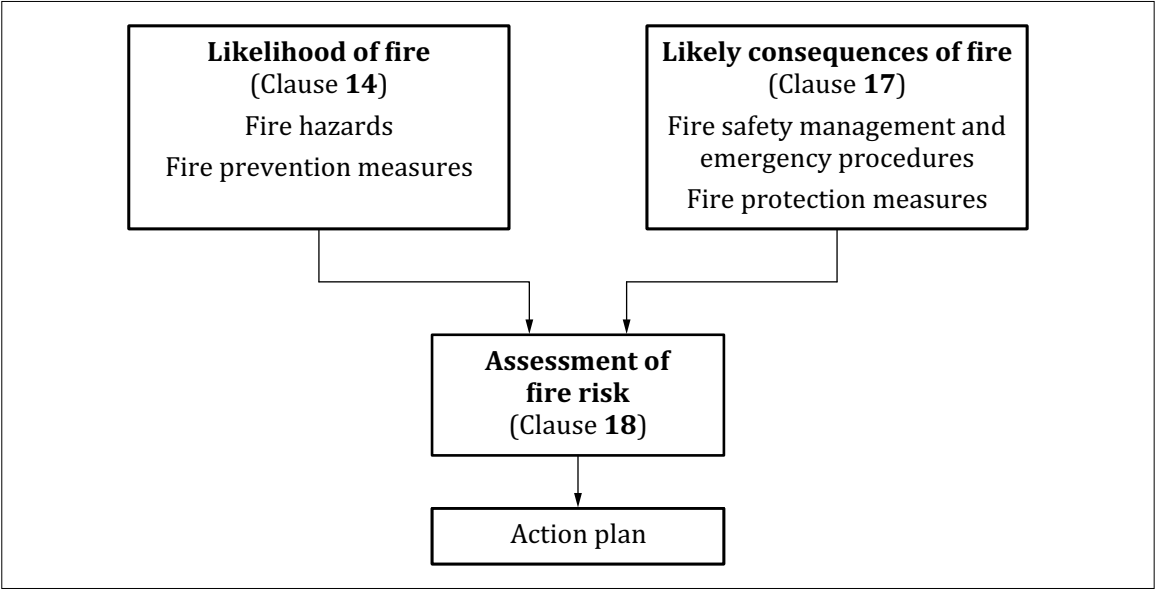 Likelihood of fire
(Clause 14)
Fire hazards
Fire prevention measures
Likely consequences of fire
(Clause 17)
Fire safety management and
emergency procedures
Fire protection measures
Assessment of
fire risk
(Clause 18)
Action plan